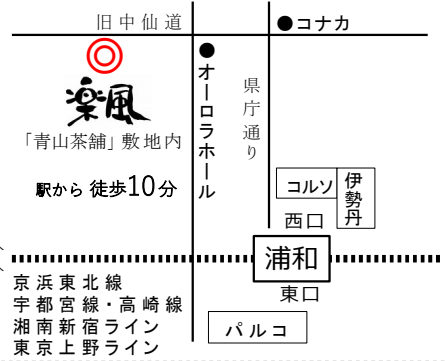 旧中仙道
●コナカ
●オーロラホール
県庁通り
楽風
「青山茶舗」敷地内
駅から 徒歩10分
コルソ
伊勢丹
西口
浦和
東口
京浜東北線
宇都宮線・高崎線
湘南新宿ライン
東京上野ライン
パルコ